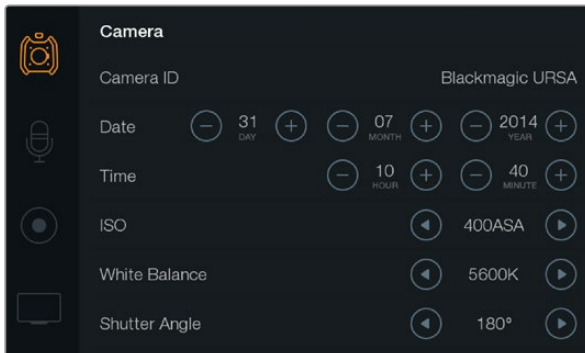 Camera
Camera ID Blackmagic URSA
Date 31 07 2014
DAY MONTH YEAR
Time 10 40
HOUR MINUTE
ISO 400ASA
White Balance 5600K
Shutter Angle 180°